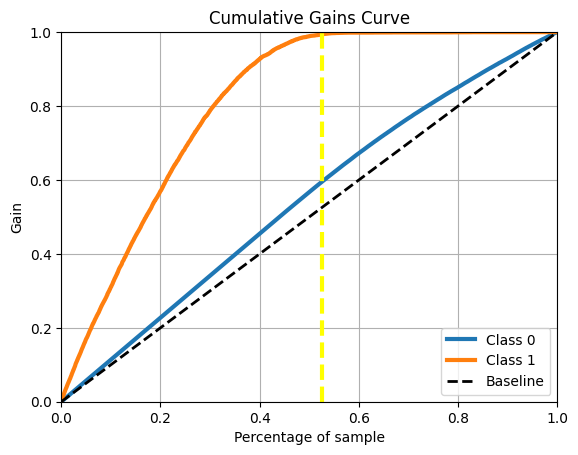 Cumulative Gains Curve
1.0
0.8
0.6
0.4
0.2
0.0
Gain
0.0 0.2 0.4 0.6 0.8 1.0
Percentage of sample
Class 0
Class 1
Baseline